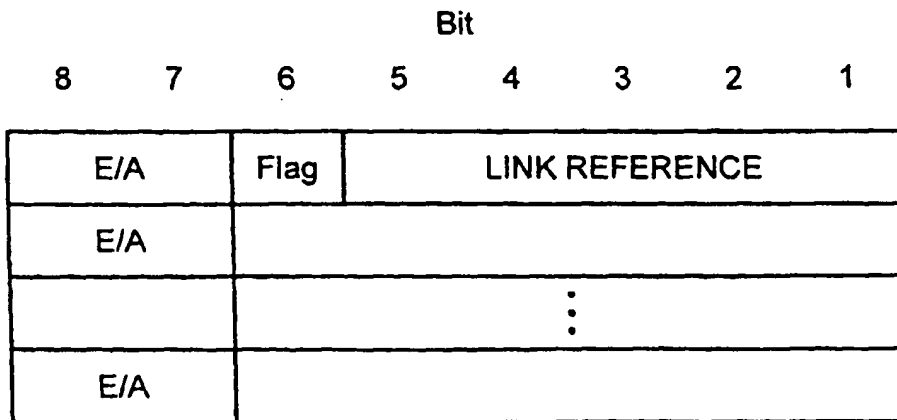 Bit
8 7 6 5 4 3 2 1
E/A Flag LINK REFERENCE
E/A
E/A